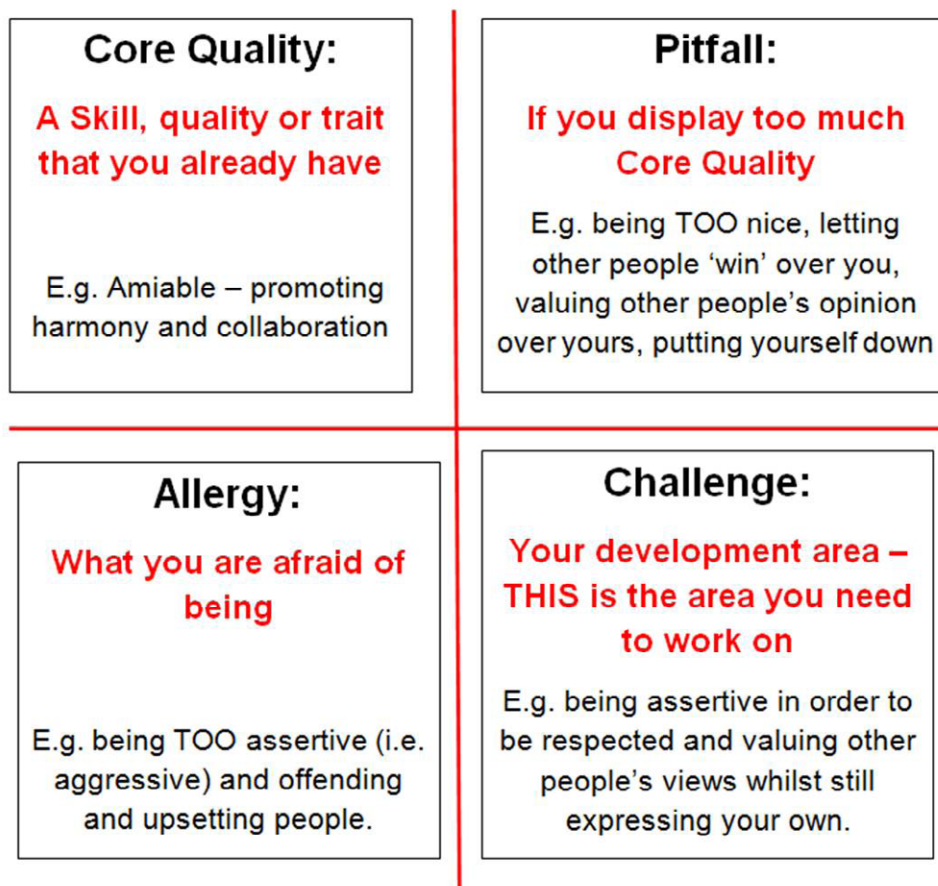 Core Quality:
A Skill, quality or trait
that you already have
E.g. Amiable – promoting
harmony and collaboration
Pitfall:
If you display too much
Core Quality
E.g. being TOO nice, letting
other people ‘win’ over you,
valuing other people’s opinion
over yours, putting yourself down
Allergy:
What you are afraid of
being
E.g. being TOO assertive (i.e.
aggressive) and offending
and upsetting people.
Challenge:
Your development area –
THIS is the area you need
to work on
E.g. being assertive in order to
be respected and valuing other
people’s views whilst still
expressing your own.